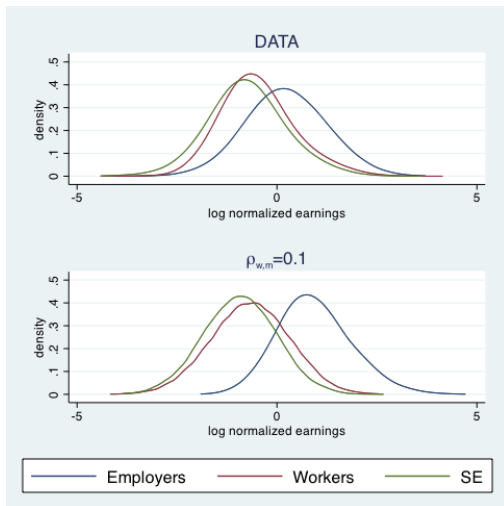 DATA
.5
.4
.3
.2
.1
0
density
-5 0 5
log normalized earnings
ρw,m=0.1
.5
.4
.3
.2
.1
0
density
-5 0 5
log normalized earnings
Employers Workers SE